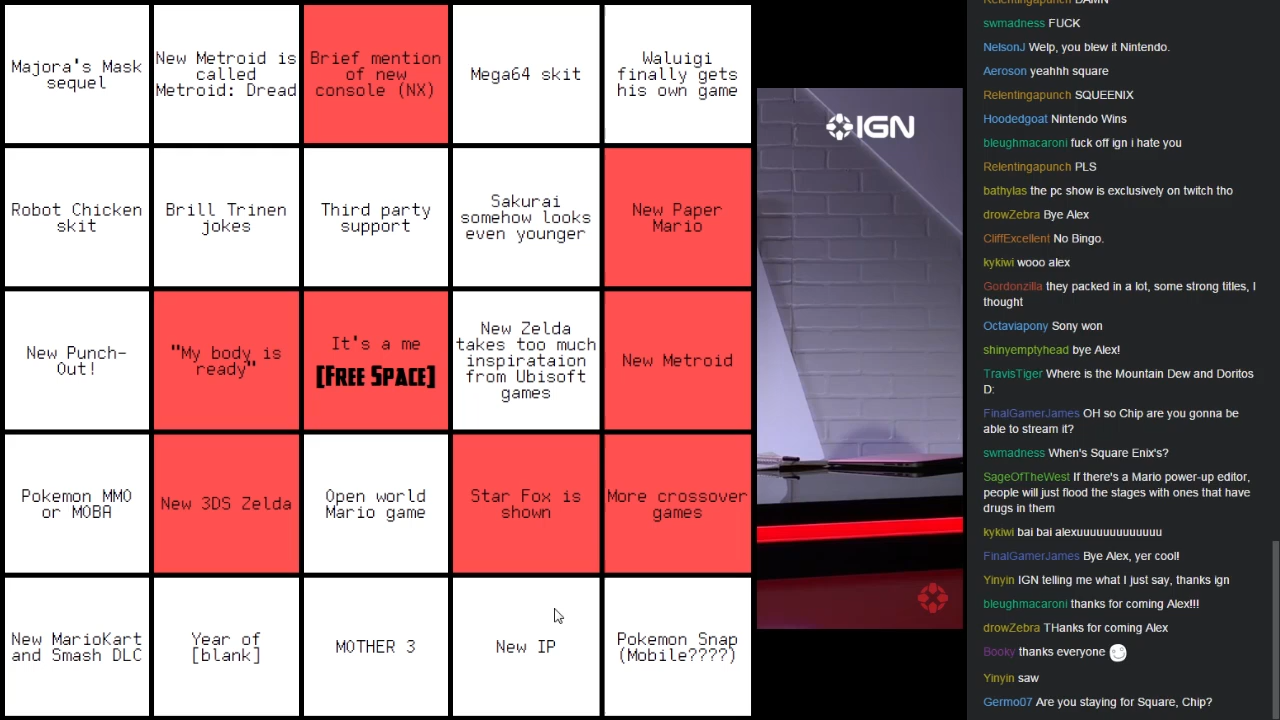 Majora's Mask
sequel
New Metroid is
called
Metroid: Dread
Brief mention
of new
console (NX)
Mega64 skit
Waluigi
finally gets
his own game
Robot Chicken
skit
Brill Trinen
jokes
Third party
support
Sakurai
somehow looks
even younger
New Paper
Mario
New Punch-
Out!
"My body is
ready"
It's a me
[FREE SPACE]
New Zelda
takes too much
inspirataion
from Ubisoft
games
New Metroid
Pokemon MMO
or MOBA
New 3DS Zelda
Open world
Mario game
Star Fox is
shown
More crossover
games
New MarioKart
and Smash DLC
Year of
[blank]
MOTHER 3
New IP
Pokemon Snap
(Mobile????)
IGN
Relentingapunch DAMN
swmadness FUCK
NelsonJ Welp, you blew it Nintendo.
Aeroson yeahhh square
Relentingapunch SQUEENIX
Hoodedgoat Nintendo Wins
bleughmacaroni fuck off ign i hate you
Relentingapunch PLS
bathylas the pc show is exclusively on twitch tho
drowZebra Bye Alex
CliffExcellent No Bingo.
kykiwi wooo alex
Gordonzilla they packed in a lot, some strong titles, I
thought
Octaviapony Sony won
shinyemptyhead bye Alex!
TravisTiger Where is the Mountain Dew and Doritos
D:
FinalGamerJames OH so Chip are you gonna be
able to stream it?
swmadness When's Square Enix's?
SageOfTheWest If there's a Mario power-up editor,
people will just flood the stages with ones that have
drugs in them
kykiwi bai bai alexuuuuuuuuuuuuu
FinalGamerJames Bye Alex, yer cool!
Yinyin IGN telling me what I just say, thanks ign
bleughmacaroni thanks for coming Alex!!!
drowZebra THanks for coming Alex
Booky thanks everyone
Yinyin saw
Germo07 Are you staying for Square, Chip?